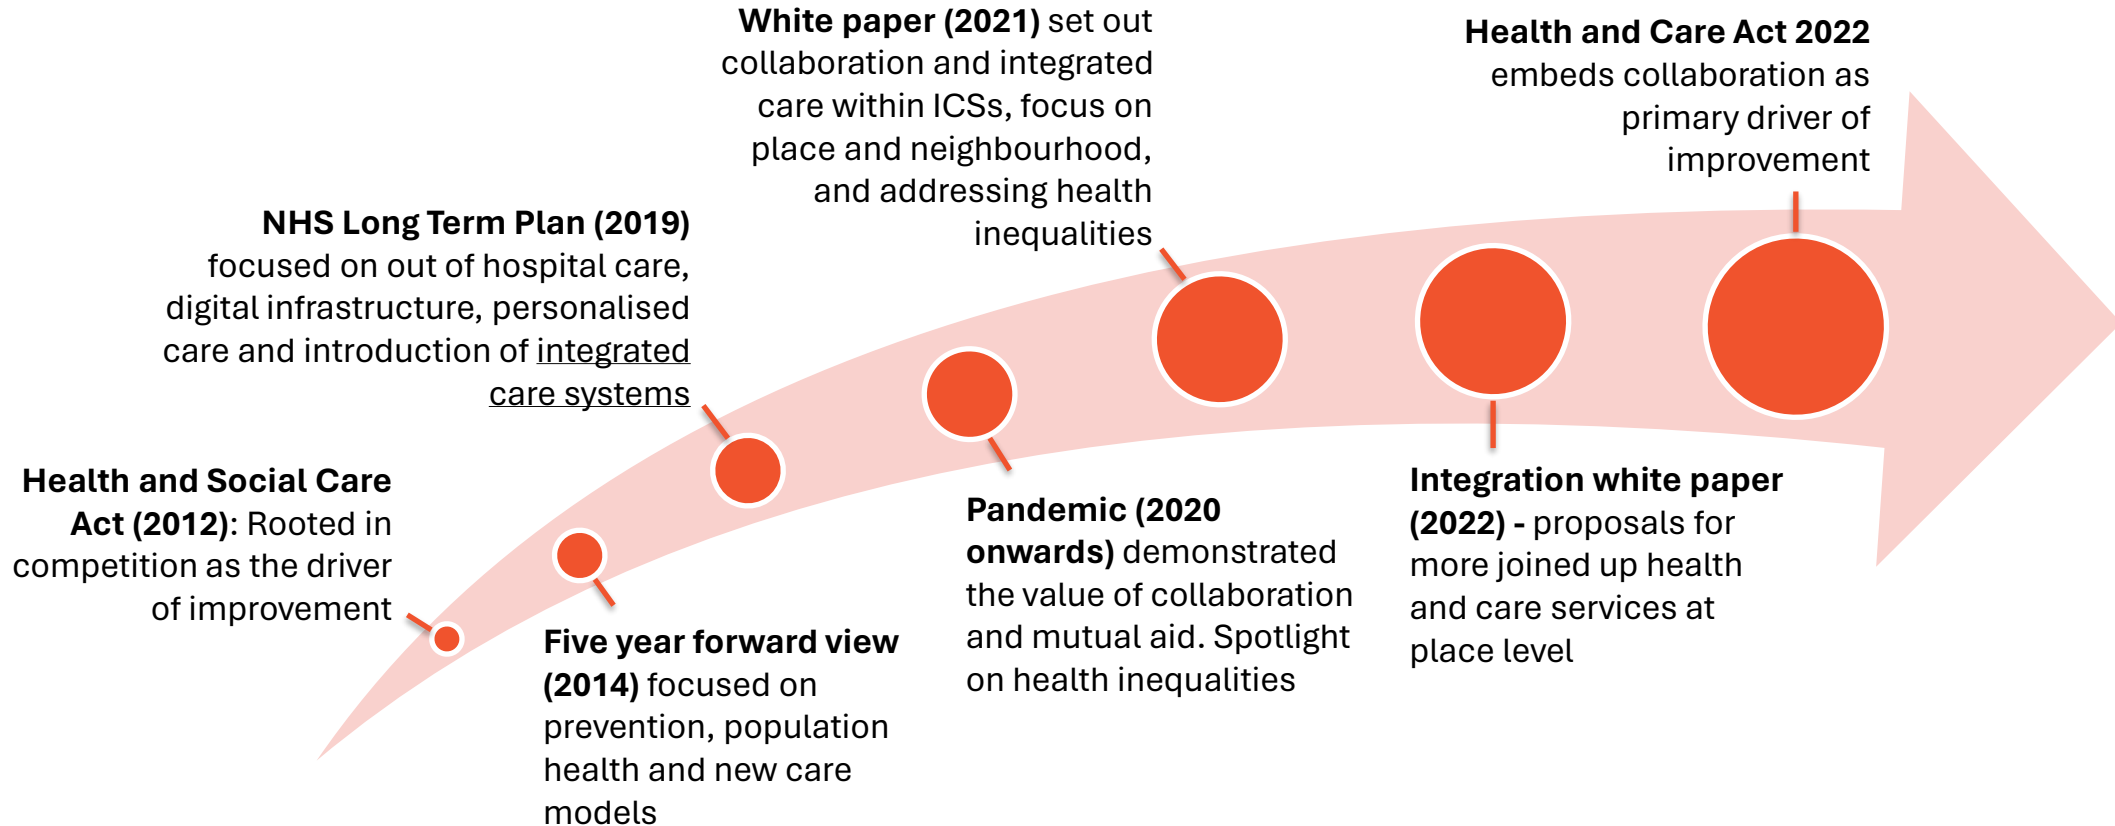 Health and Social Care
Act (2012): Rooted in
competition as the driver
of improvement
Five year forward view
(2014) focused on
prevention, population
health and new care
models
NHS Long Term Plan (2019)
focused on out of hospital care,
digital infrastructure, personalised
care and introduction of integrated
care systems
Pandemic (2020
onwards) demonstrated
the value of collaboration
and mutual aid. Spotlight
on health inequalities
White paper (2021) set out
collaboration and integrated
care within ICSs, focus on
place and neighbourhood,
and addressing health
inequalities
Integration white paper
(2022) - proposals for
more joined up health
and care services at
place level
Health and Care Act 2022
embeds collaboration as
primary driver of
improvement